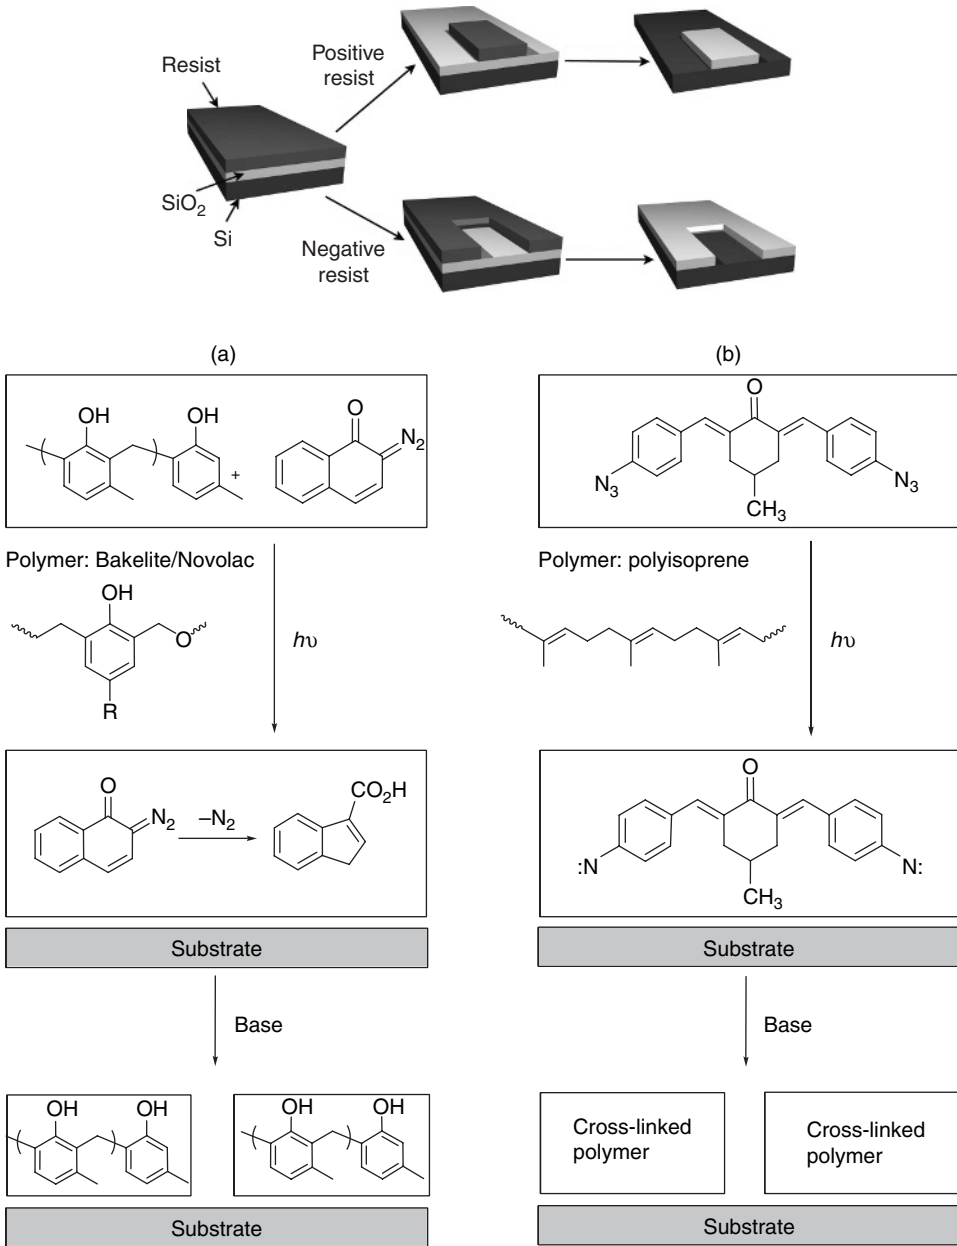 Resist
Positive
resist
SiO2
Si
Negative
resist
(a)
OH
OH
+
O
N2
Polymer: Bakelite/Novolac
OH
O
R
hυ
O
N2
–N2
CO2H
Substrate
Base
OH
OH
OH
OH
Substrate
(b)
O
N3
N3
CH3
Polymer: polyisoprene
hυ
O
:N
N:
CH3
Substrate
Base
Cross-linked
polymer
Cross-linked
polymer
Substrate